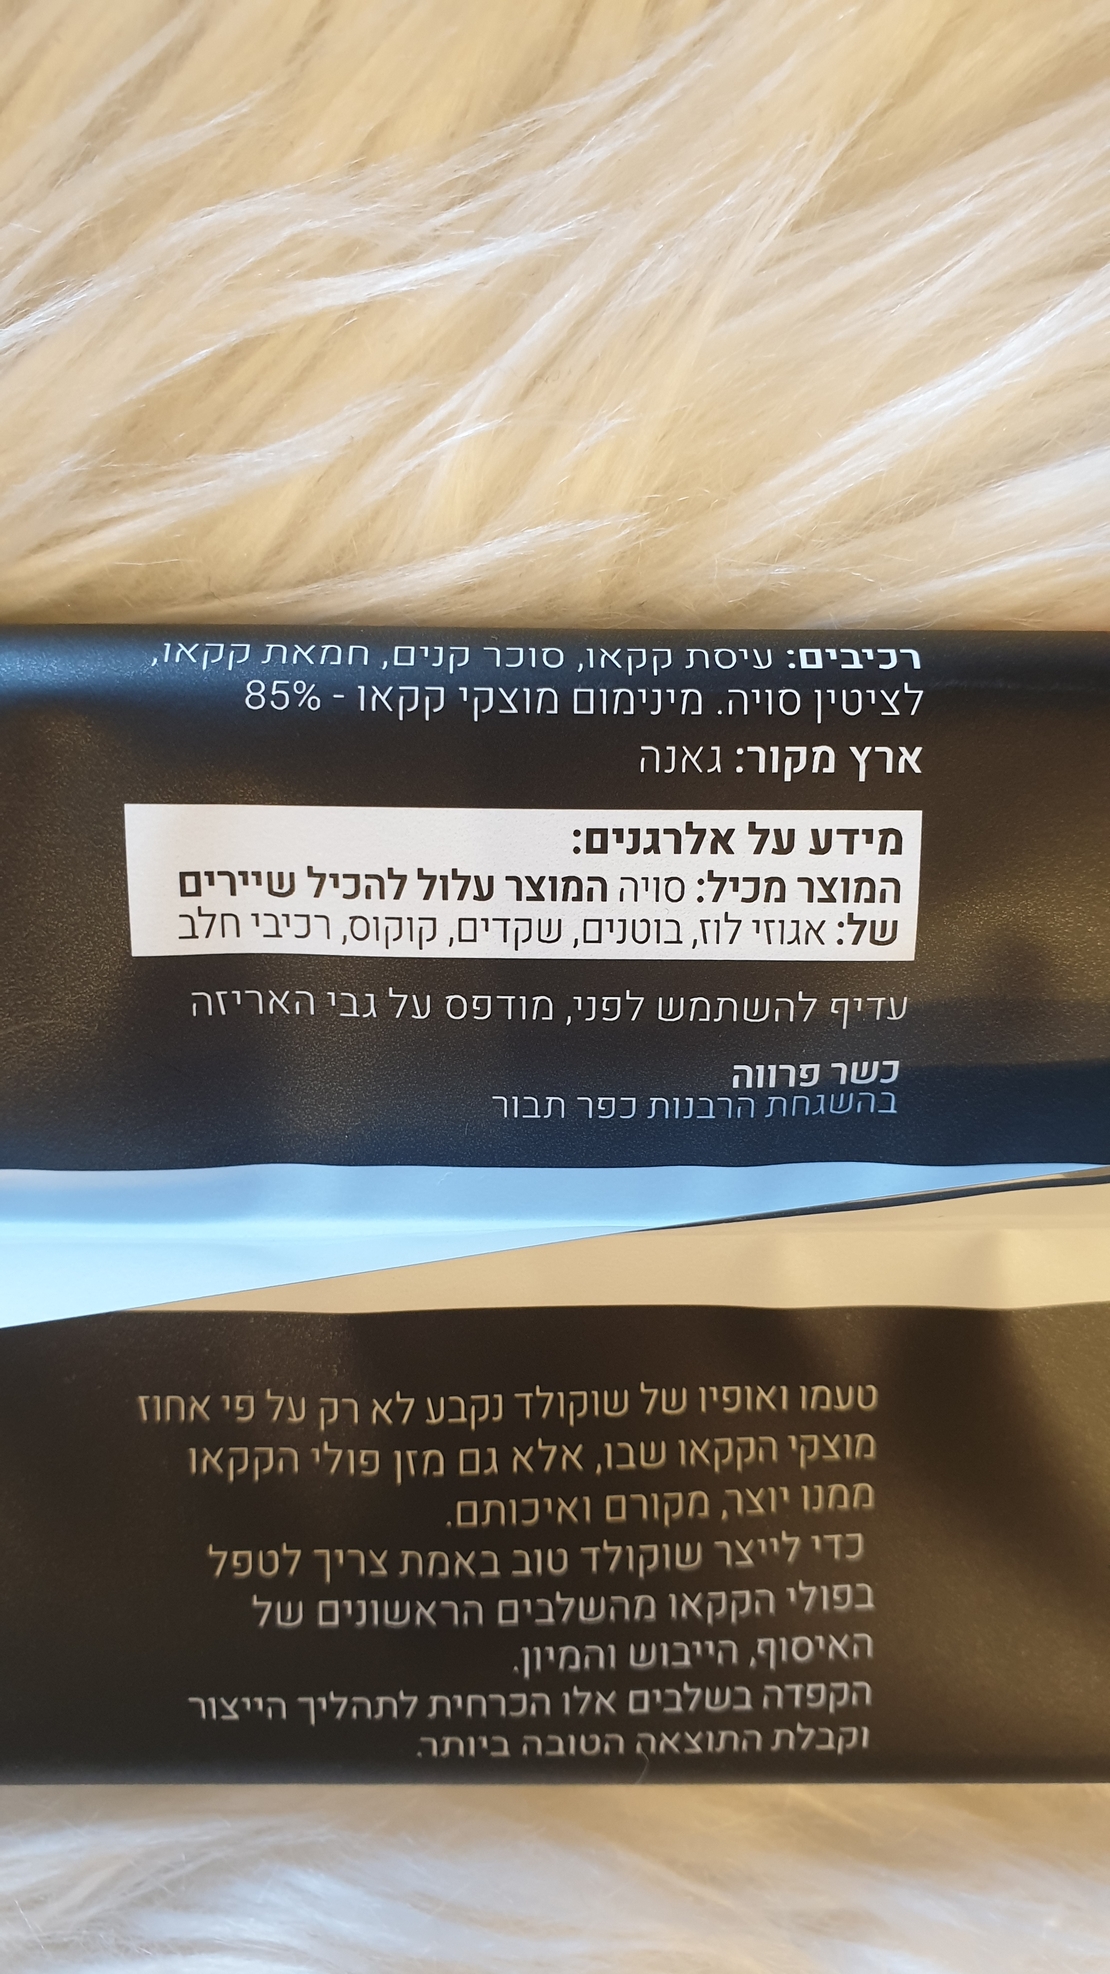 רכיבים: עיסת קקאו, סוכר קנים, חמאת קקאו,
לציטין סויה. מינימום מוצקי קקאו - 85%
ארץ מקור: גאנה
מידע על אלרגנים:
המוצר מכיל: סויה המוצר עלול להכיל שיירים
של: אגוזי לוז, בוטנים, שקדים, קוקוס, רכיבי חלב
עדיף להשתמש לפני, מודפס על גבי האריזה
כשר פרווה
בהשגחת הרבנות כפר תבור
טעמו ואופיו של שוקולד נקבע לא רק על פי אחוז
מוצקי הקקאו שבו, אלא גם מזן פולי הקקאו
ממנו יוצר, מקורם ואיכותם.
כדי לייצר שוקולד טוב באמת צריך לטפל
בפולי הקקאו מהשלבים הראשונים של
האיסוף, הייבוש והמיון.
הקפדה בשלבים אלו הכרחית לתהליך הייצור
וקבלת התוצאה הטובה ביותר.